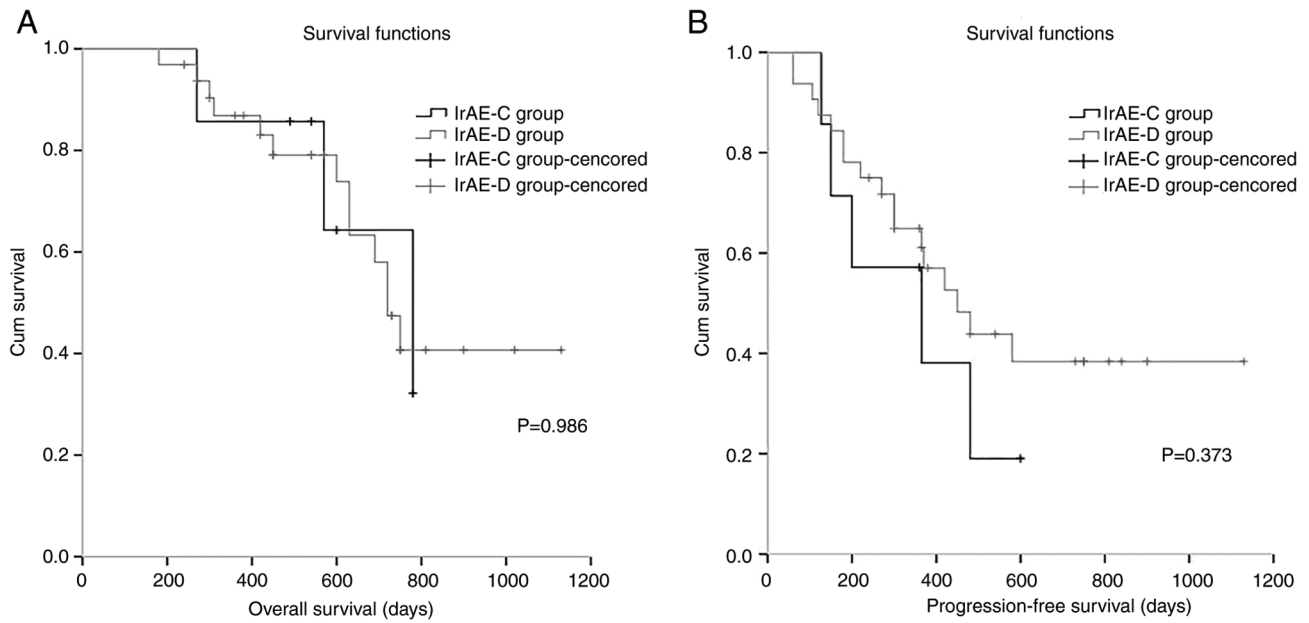 A
Survival functions
IrAE-C group
IrAE-D group
IrAE-C group-cencored
IrAE-D group-cencored
1.0
0.8
0.6
0.4
0.2
0.0
Cum survival
P=0.986
0 200 400 600 800 1000 1200
Overall survival (days)
B
Survival functions
IrAE-C group
IrAE-D group
IrAE-C group-cencored
IrAE-D group-cencored
1.0
0.8
0.6
0.4
0.2
0.0
Cum survival
P=0.373
0 200 400 600 800 1000 1200
Progression-free survival (days)